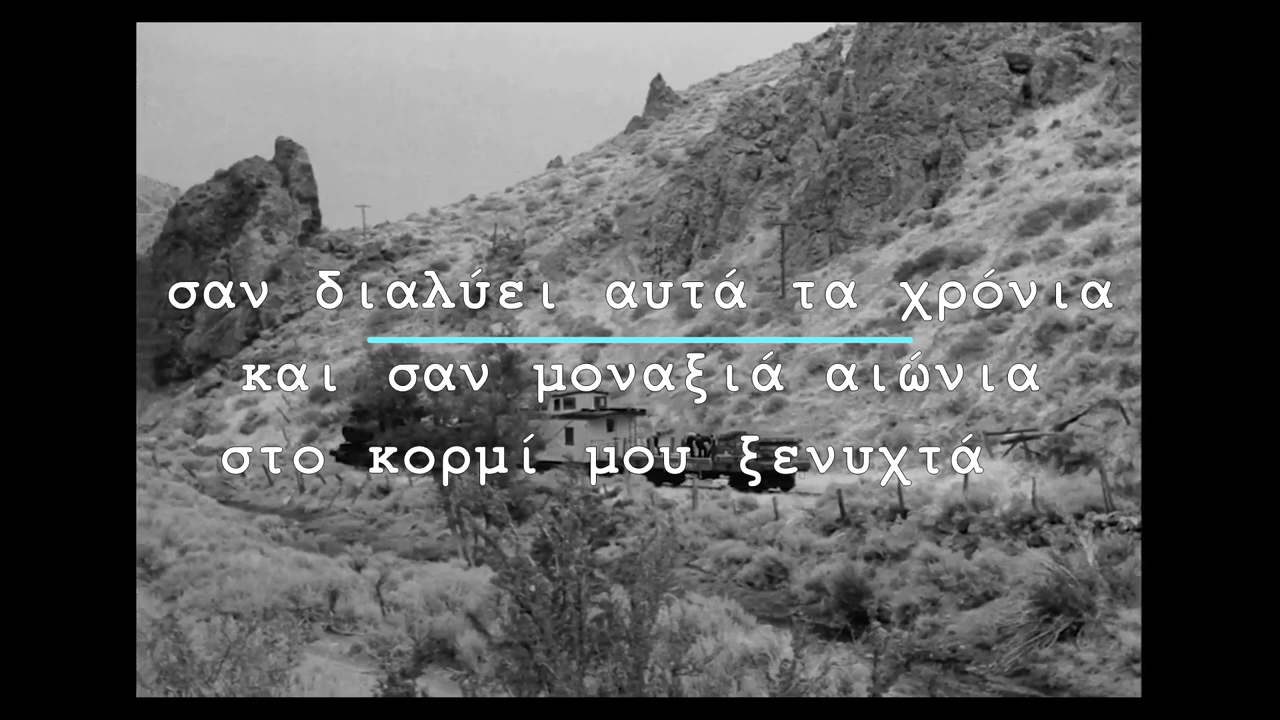 σαν διαλύει αυτά τα χρόνια
και σαν μοναξιά αιώνια
στο κορμί μου ξενυχτά